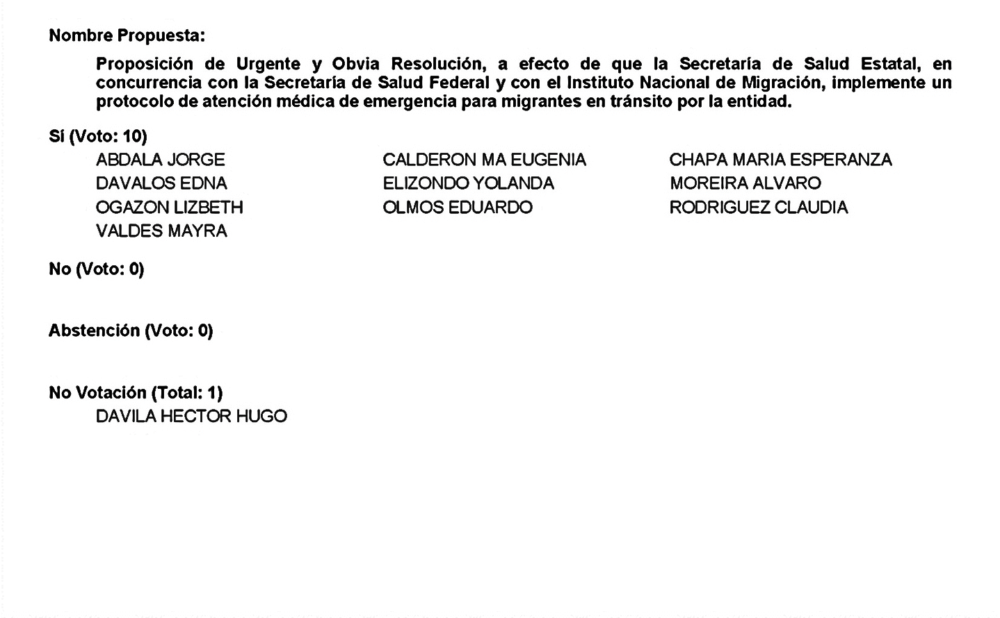 Nombre Propuesta:
Proposición de Urgente y Obvia Resolución, a efecto de que la Secretaría de Salud Estatal, en
concurrencia con la Secretaría de Salud Federal y con el Instituto Nacional de Migración, implemente un
protocolo de atención médica de emergencia para migrantes en tránsito por la entidad.
Sí (Voto: 10)
ABDALA JORGE CALDERON MA EUGENIA CHAPA MARIA ESPERANZA
DAVALOS EDNA ELIZONDO YOLANDA MOREIRA ALVARO
OGAZON LIZBETH OLMOS EDUARDO RODRIGUEZ CLAUDIA
VALDES MAYRA
No (Voto: 0)
Abstención (Voto: 0)
No Votación (Total: 1)
DAVILA HECTOR HUGO